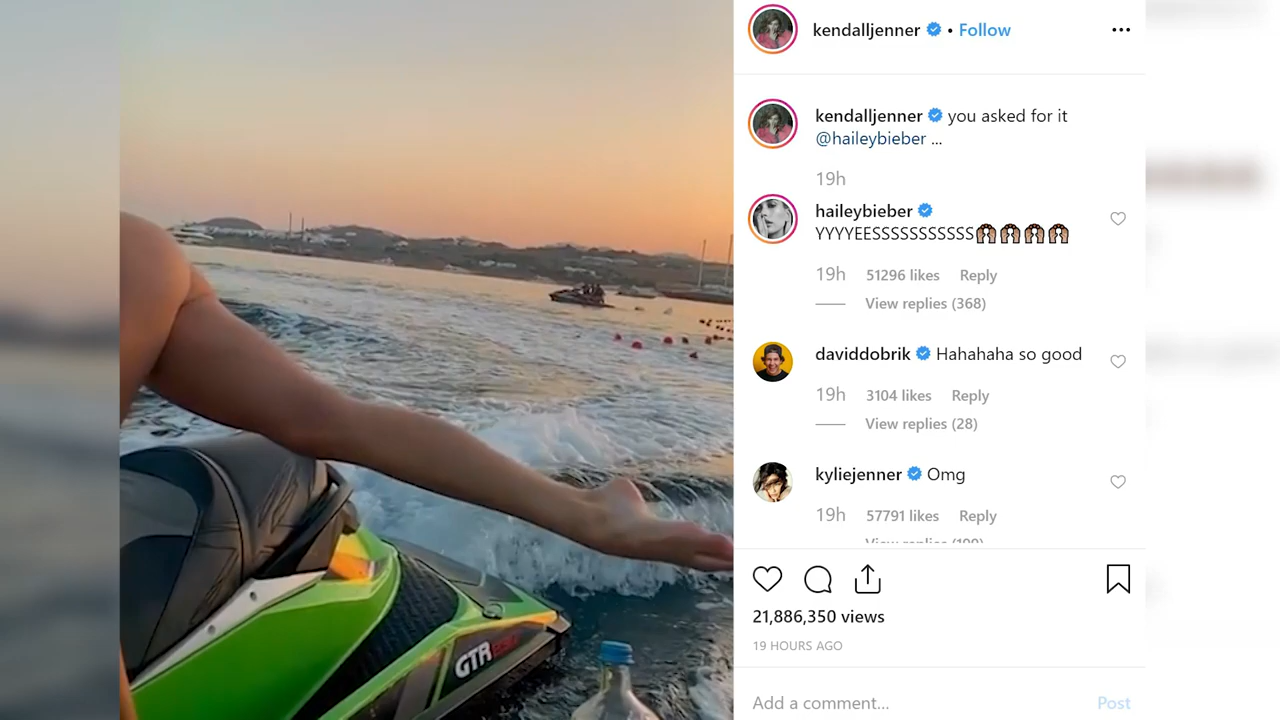 kendalljenner • Follow
kendalljenner you asked for it
@haileybieber ...
19h
haileybieber
YYYYEESSSSSSSSSSS
19h 51296 likes Reply
View replies (368)
daviddobrik Hahahaha so good
19h 3104 likes Reply
View replies (28)
kyliejenner Omg
19h 57791 likes Reply
21,886,350 views
19 HOURS AGO
Add a comment... Post
GTR